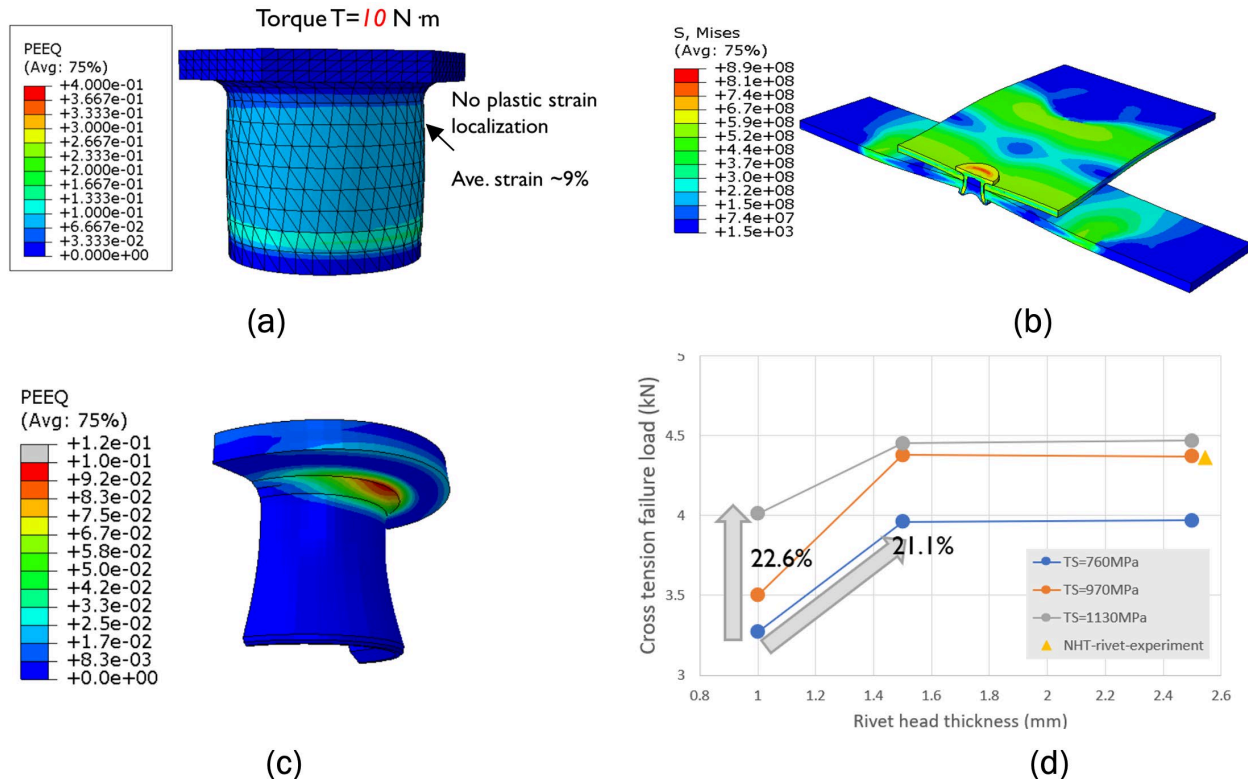 Torque T=10 N·m
PEEQ
(Avg: 75%)
+4.000e-01
+3.667e-01
+3.333e-01
+3.000e-01
+2.667e-01
+2.333e-01
+2.000e-01
+1.667e-01
+1.333e-01
+1.000e-01
+6.667e-02
+3.333e-02
+0.000e+00
No plastic strain
localization
Ave. strain ~9%
(a)
S, Mises
(Avg: 75%)
+8.9e+08
+8.1e+08
+7.4e+08
+6.7e+08
+5.9e+08
+5.2e+08
+4.4e+08
+3.7e+08
+3.0e+08
+2.2e+08
+1.5e+08
+7.4e+07
+1.5e+03
(b)
PEEQ
(Avg: 75%)
+1.2e-01
+1.0e-01
+9.2e-02
+8.3e-02
+7.5e-02
+6.7e-02
+5.8e-02
+5.0e-02
+4.2e-02
+3.3e-02
+2.5e-02
+1.7e-02
+8.3e-03
+0.0e+00
(c)
Cross tension failure load (kN)
5
4.5
4
3.5
3
22.6%
21.1%
TS=760MPa
TS=970MPa
TS=1130MPa
NHT-rivet-experiment
0.8 1 1.2 1.4 1.6 1.8 2 2.2 2.4 2.6
Rivet head thickness (mm)
(d)